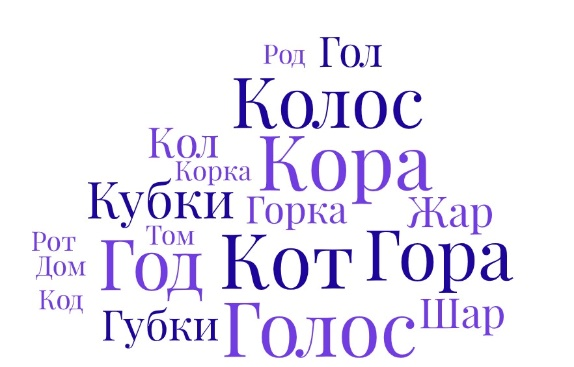 Род Гол
Колос
Кол Кора
Корка
Кубки Горка Жар
Рот Том
Дом Год Кот Гора
Код
Губки Голос Шар